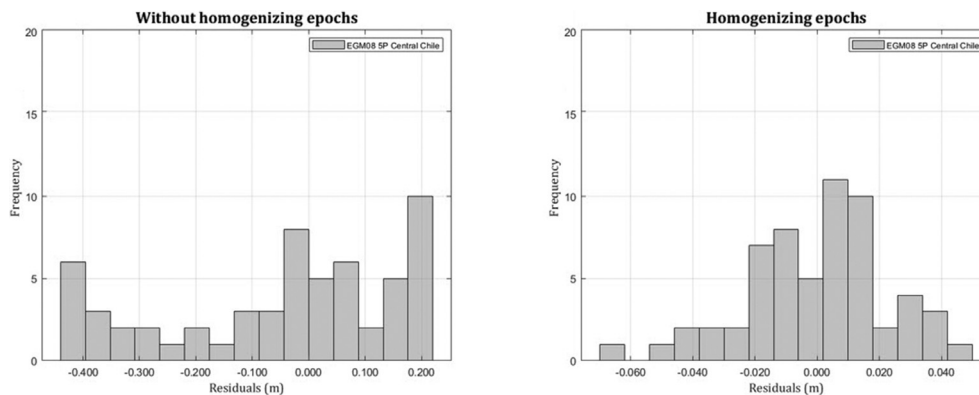 Without homogenizing epochs
EGM08 5P Central Chile
20
15
10
5
0
Frequency
-0.400 -0.300 -0.200 -0.100 0.000 0.100 0.200
Residuals (m)
Homogenizing epochs
EGM08 5P Central Chile
20
15
10
5
0
Frequency
-0.060 -0.040 -0.020 0.000 0.020 0.040
Residuals (m)